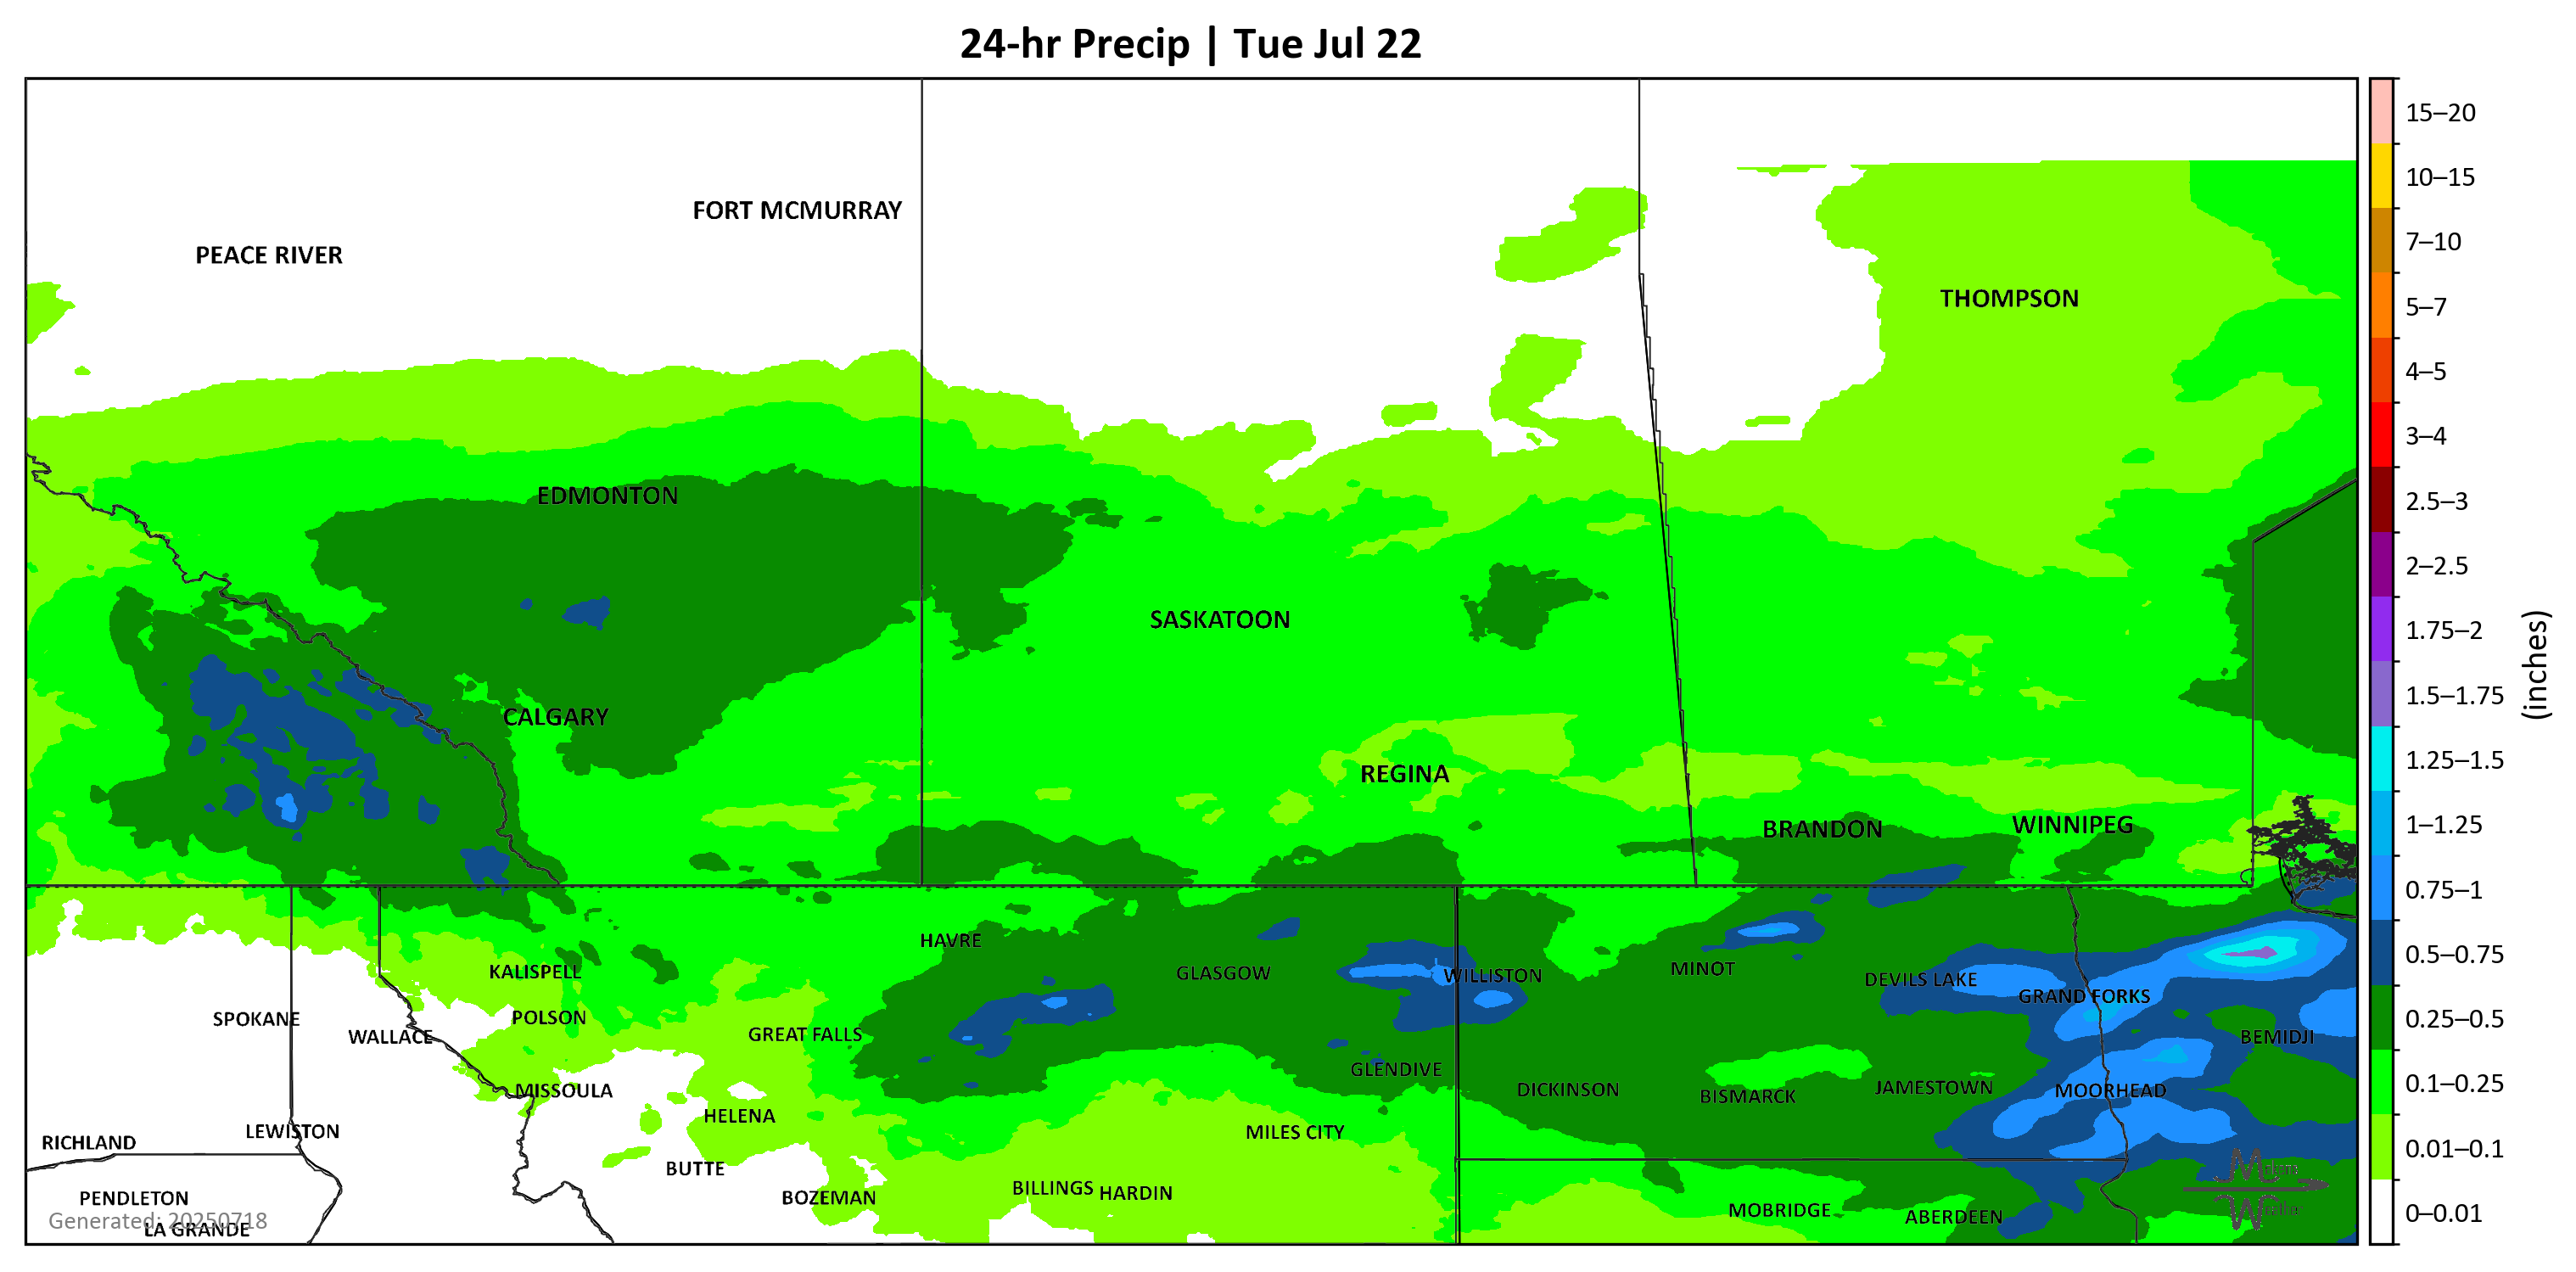 24-hr Precip | Tue Jul 22
FORT MCMURRAY
PEACE RIVER
THOMPSON
EDMONTON
SASKATOON
CALGARY
REGINA
BRANDON
WINNIPEG
HAVRE
KALISPELL
GLASGOW
WILLISTON
MINOT
DEVILS LAKE
GRAND FORKS
SPOKANE
POLSON
WALLACE
GREAT FALLS
BEMIDJI
GLENDIVE
MISSOULA
DICKINSON
BISMARCK
JAMESTOWN
MOORHEAD
HELENA
RICHLAND
LEWISTON
MILES CITY
BUTTE
PENDLETON
BOZEMAN
BILLINGS
HARDIN
MOBRIDGE
ABERDEEN
Generated: 20250718
LA GRANDE
15–20
10–15
7–10
5–7
4–5
3–4
2.5–3
2–2.5
1.75–2
1.5–1.75
1.25–1.5
1–1.25
0.75–1
0.5–0.75
0.25–0.5
0.1–0.25
0.01–0.1
0–0.01
(inches)